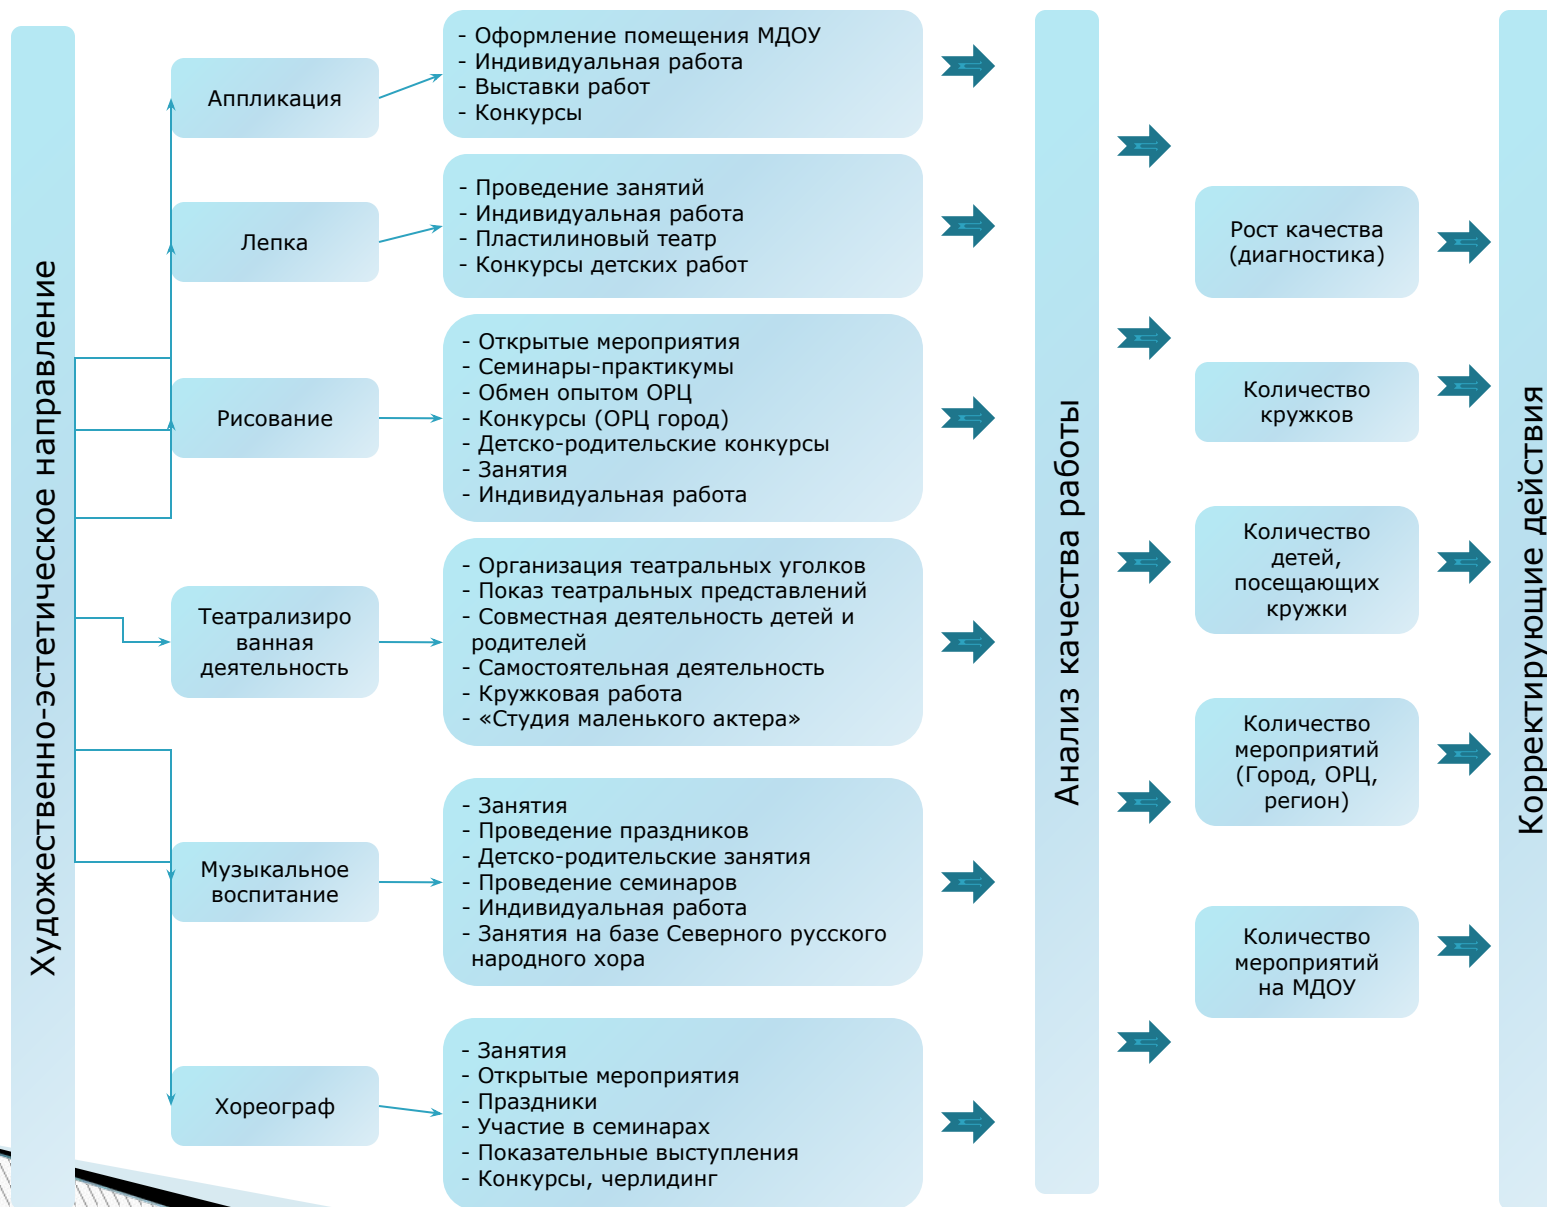 Художественно-эстетическое направление
Аппликация
- Оформление помещения МДОУ
- Индивидуальная работа
- Выставки работ
- Конкурсы
Лепка
- Проведение занятий
- Индивидуальная работа
- Пластилиновый театр
- Конкурсы детских работ
Рисование
- Открытые мероприятия
- Семинары-практикумы
- Обмен опытом ОРЦ
- Конкурсы (ОРЦ город)
- Детско-родительские конкурсы
- Занятия
- Индивидуальная работа
Театрализиро
ванная
деятельность
- Организация театральных уголков
- Показ театральных представлений
- Совместная деятельность детей и
родителей
- Самостоятельная деятельность
- Кружковая работа
- «Студия маленького актера»
Музыкальное
воспитание
- Занятия
- Проведение праздников
- Детско-родительские занятия
- Проведение семинаров
- Индивидуальная работа
- Занятия на базе Северного русского
народного хора
Хореограф
- Занятия
- Открытые мероприятия
- Праздники
- Участие в семинарах
- Показательные выступления
- Конкурсы, черлидинг
Анализ качества работы
Рост качества
(диагностика)
Количество
кружков
Количество
детей,
посещающих
кружки
Количество
мероприятий
(Город, ОРЦ,
регион)
Количество
мероприятий
на МДОУ
Корректирующие действия